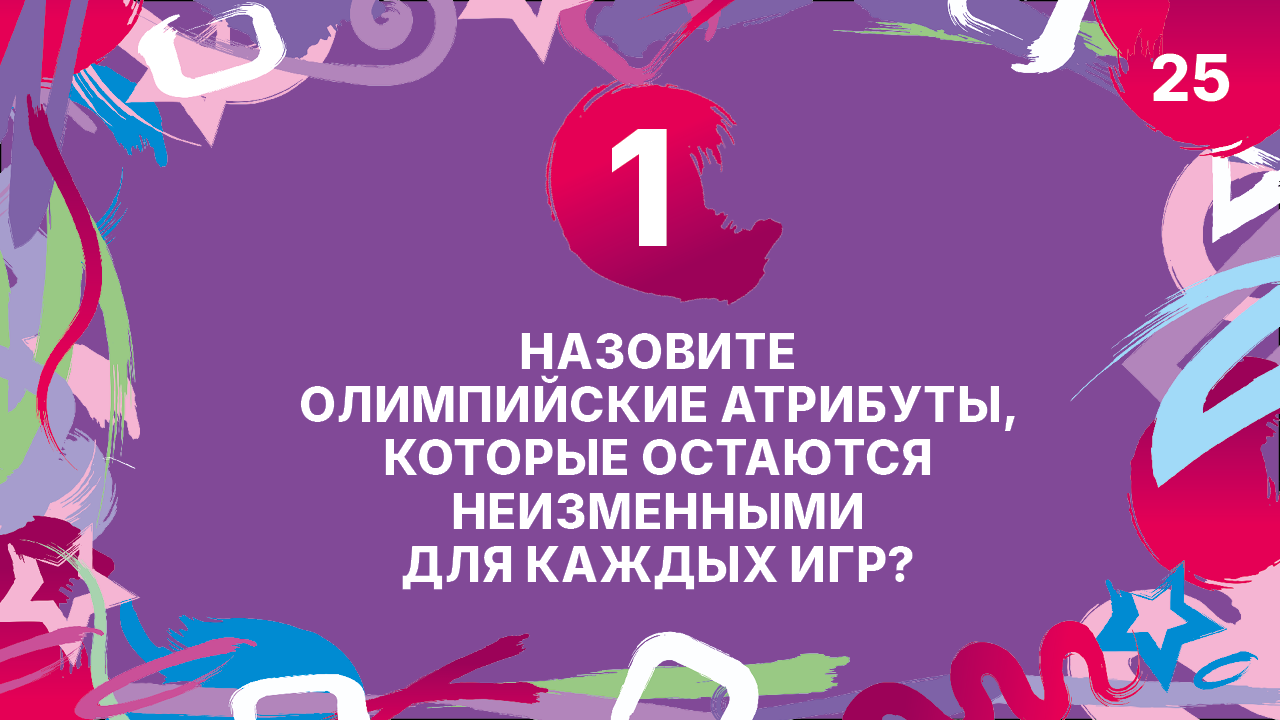 25
1
НАЗОВИТЕ
ОЛИМПИЙСКИЕ АТРИБУТЫ,
КОТОРЫЕ ОСТАЮТСЯ
НЕИЗМЕННЫМИ
ДЛЯ КАЖДЫХ ИГР?